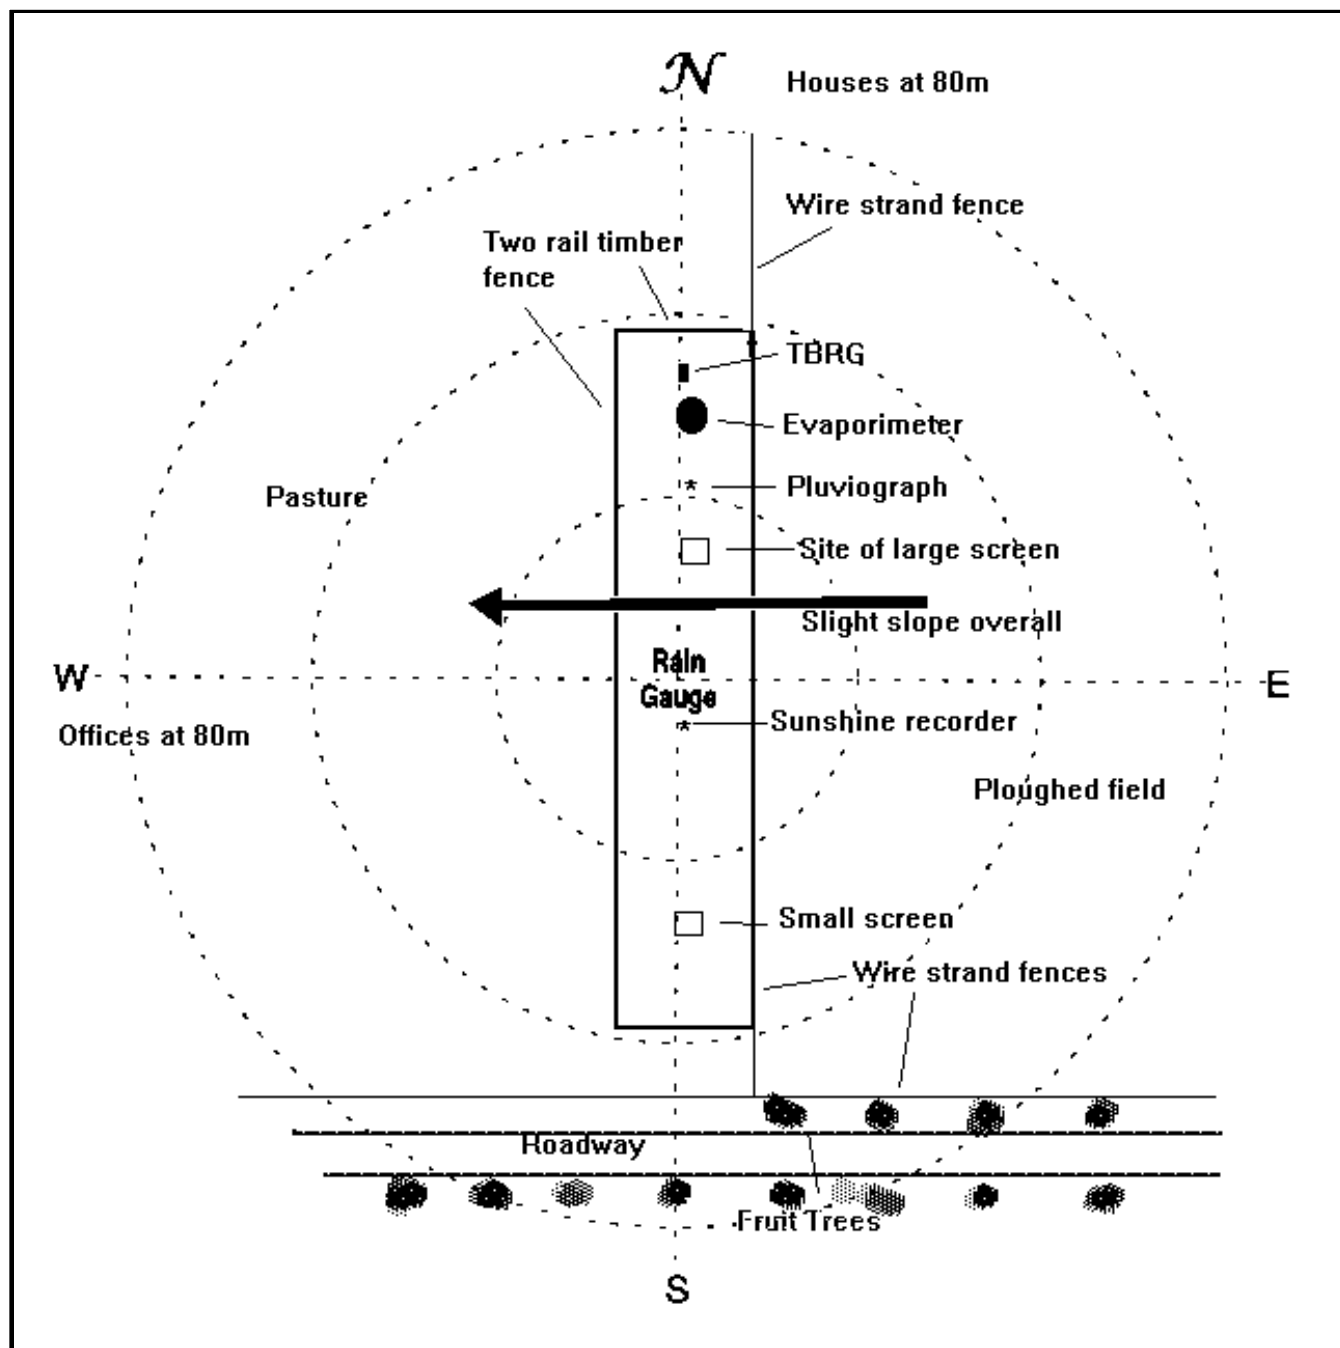 N
Houses at 80m
Wire strand fence
Two rail timber
fence
TBRG
Evaporimeter
Pluviograph
Pasture
Site of large screen
Slight slope overall
Rain
Gauge
W
E
Sunshine recorder
Offices at 80m
Ploughed field
Small screen
Wire strand fences
Roadway
Fruit Trees
S